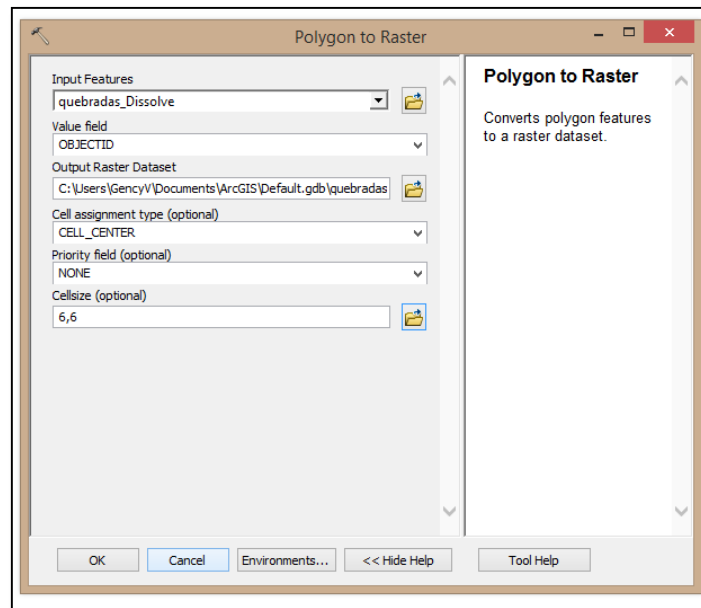 Polygon to Raster
Input Features
quebradas_Dissolve
Value field
OBJECTID
Output Raster Dataset
C:\Users\GencyV\Documents\ArcGIS\Default.gdb\quebradas
Cell assignment type (optional)
CELL_CENTER
Priority field (optional)
NONE
Cellsize (optional)
6,6
Polygon to Raster
Converts polygon features
to a raster dataset.
OK Cancel Environments... << Hide Help Tool Help